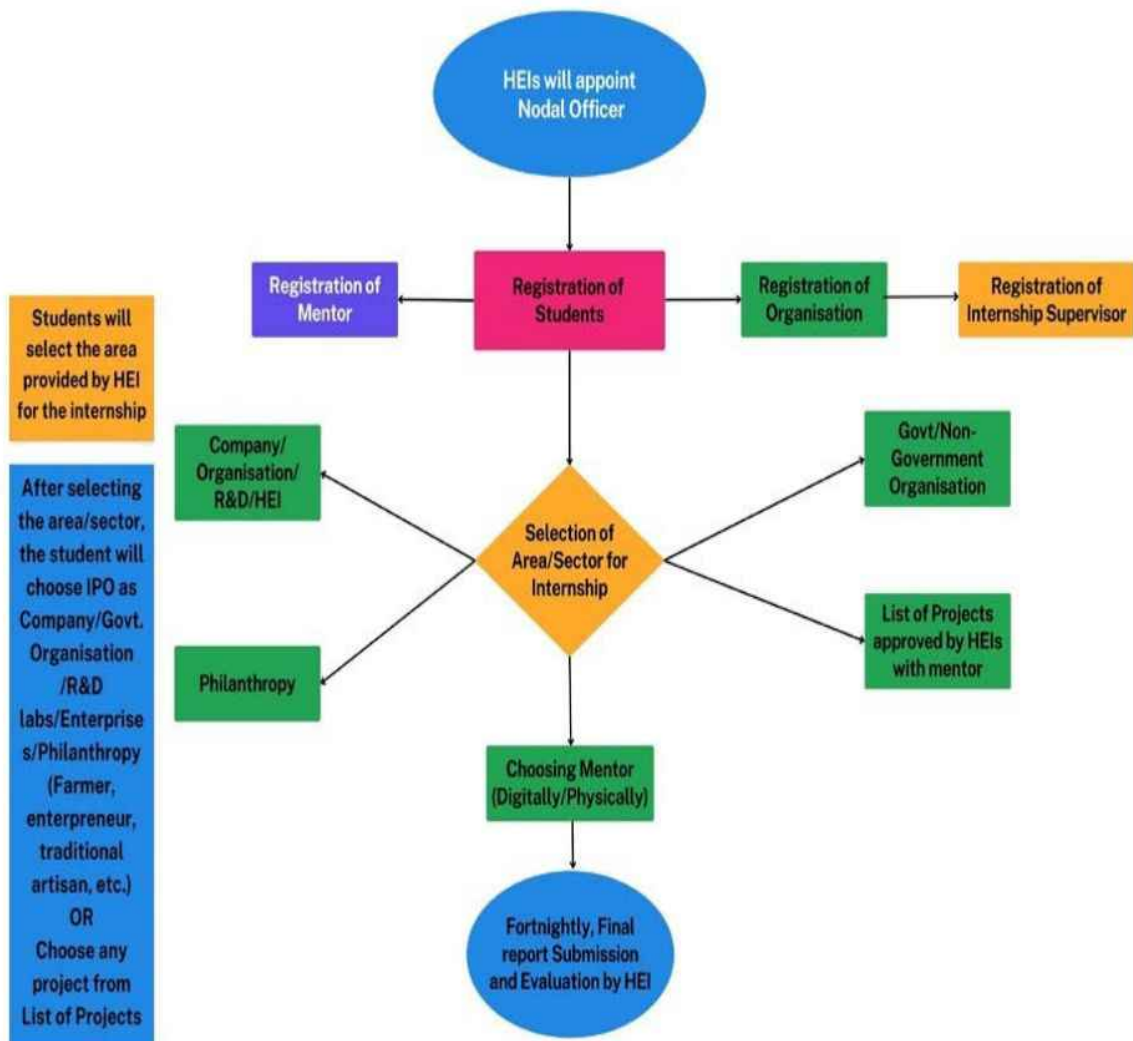 HEIs will appoint
Nodal Officer
Registration of
Mentor
Registration of
Students
Registration of
Organisation
Registration of
Internship Supervisor
Students will
select the area
provided by HEI
for the internship
Company/
Organisation/
R&D/HEI
Govt/Non-
Government
Organisation
Selection of
Area/Sector for
Internship
Philanthropy
List of Projects
approved by HEIs
with mentor
After selecting
the area/sector,
the student will
choose IPO as
Company/Govt.
Organisation
/R&D
labs/Enterprise
s/Philanthropy
(Farmer,
enterpreneur,
traditional
artisan, etc.)
OR
Choose any
project from
List of Projects
Choosing Mentor
(Digitally/Physically)
Fortnightly, Final
report Submission
and Evaluation by HEI